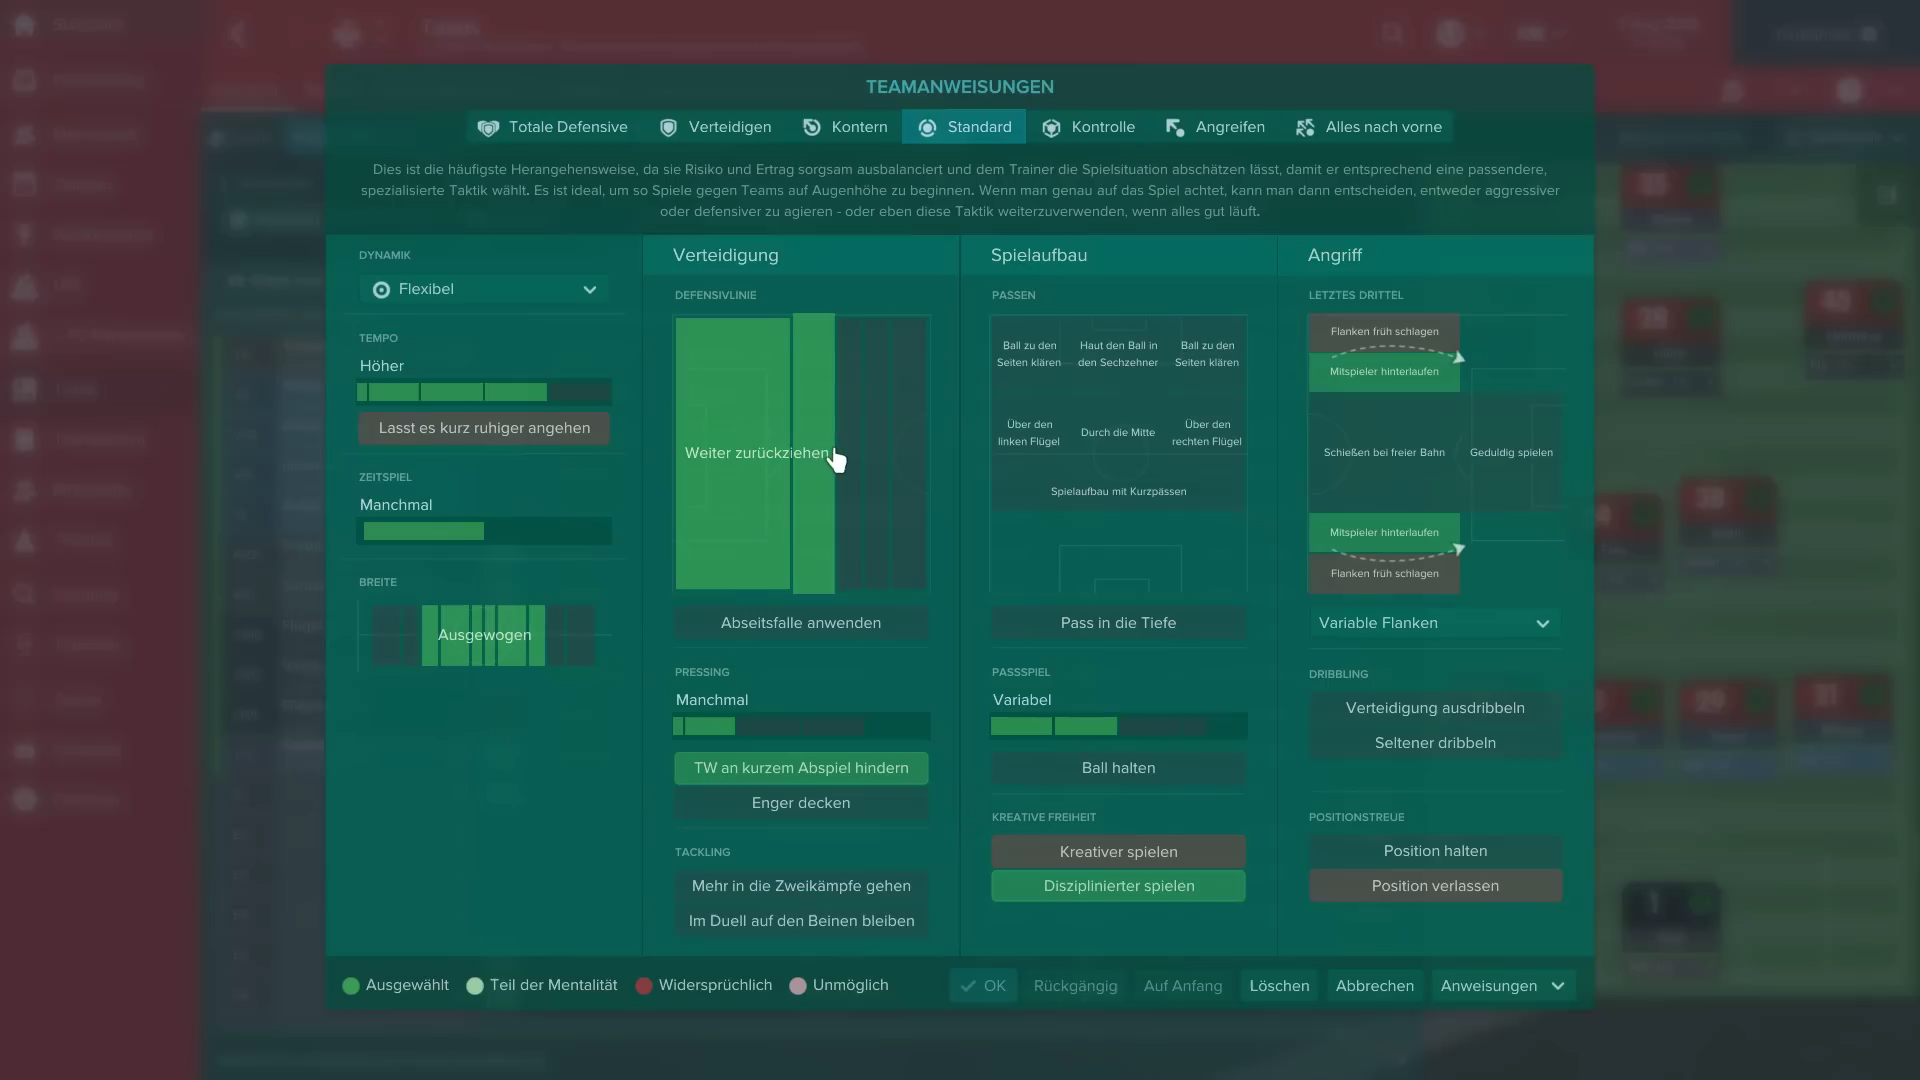 TEAMANWEISUNGEN
Totale Defensive
Verteidigen
Kontern
Standard
Kontrolle
Angreifen
Alles nach vorne
Dies ist die häufigste Herangehensweise, da sie Risiko und Ertrag sorgsam ausbalanciert und dem Trainer die Spielsituation abschätzen lässt, damit er entsprechend eine passendere,
spezialisierte Taktik wählt. Es ist ideal, um so Spiele gegen Teams auf Augenhöhe zu beginnen. Wenn man genau auf das Spiel achtet, kann man dann entscheiden, entweder aggressiver
oder defensiver zu agieren - oder eben diese Taktik weiterzuverwenden, wenn alles gut läuft.
DYNAMIK
Flexibel
TEMPO
Höher
Lasst es kurz ruhiger angehen
ZEITSPIEL
Manchmal
BREITE
Ausgewogen
Verteidigung
DEFENSIVLINIE
Weiter zurückziehen
Abseitsfalle anwenden
PRESSING
Manchmal
TW an kurzem Abspiel hindern
Enger decken
TACKLING
Mehr in die Zweikämpfe gehen
Im Duell auf den Beinen bleiben
Spielaufbau
PASSEN
Ball zu den
Seiten klären
Haut den Ball in
den Sechzehner
Ball zu den
Seiten klären
Über den
linken Flügel
Durch die Mitte
Über den
rechten Flügel
Spielaufbau mit Kurzpässen
Pass in die Tiefe
PASSSPIEL
Variabel
Ball halten
KREATIVE FREIHEIT
Kreativer spielen
Disziplinierter spielen
Angriff
LETZTES DRITTEL
Flanken früh schlagen
Mitspieler hinterlaufen
Schießen bei freier Bahn
Geduldig spielen
Mitspieler hinterlaufen
Flanken früh schlagen
Variable Flanken
DRIBBLING
Verteidigung ausdribbeln
Seltener dribbeln
POSITIONSTREUE
Position halten
Position verlassen
Ausgewählt
Teil der Mentalität
Widersprüchlich
Unmöglich
OK
Rückgängig
Auf Anfang
Löschen
Abbrechen
Anweisungen